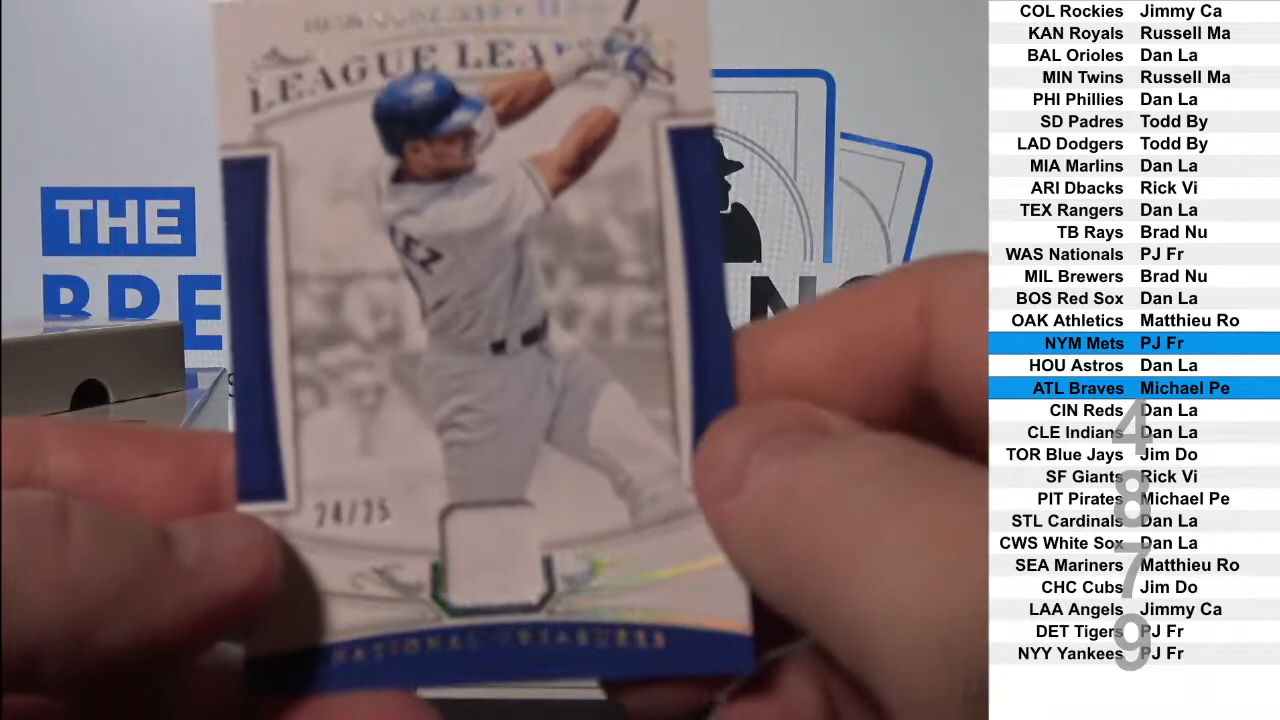 LEAGUE LEA
EZ
24/25
NATIONAL TREASURES
THE
BRE
COL Rockies Jimmy Ca
KAN Royals Russell Ma
BAL Orioles Dan La
MIN Twins Russell Ma
PHI Phillies Dan La
SD Padres Todd By
LAD Dodgers Todd By
MIA Marlins Dan La
ARI Dbacks Rick Vi
TEX Rangers Dan La
TB Rays Brad Nu
WAS Nationals PJ Fr
MIL Brewers Brad Nu
BOS Red Sox Dan La
OAK Athletics Matthieu Ro
NYM Mets PJ Fr
HOU Astros Dan La
ATL Braves Michael Pe
CIN Reds Dan La
CLE Indians Dan La
TOR Blue Jays Jim Do
SF Giants Rick Vi
PIT Pirates Michael Pe
STL Cardinals Dan La
CWS White Sox Dan La
SEA Mariners Matthieu Ro
CHC Cubs Jim Do
LAA Angels Jimmy Ca
DET Tigers PJ Fr
NYY Yankees PJ Fr
4
8
7
9